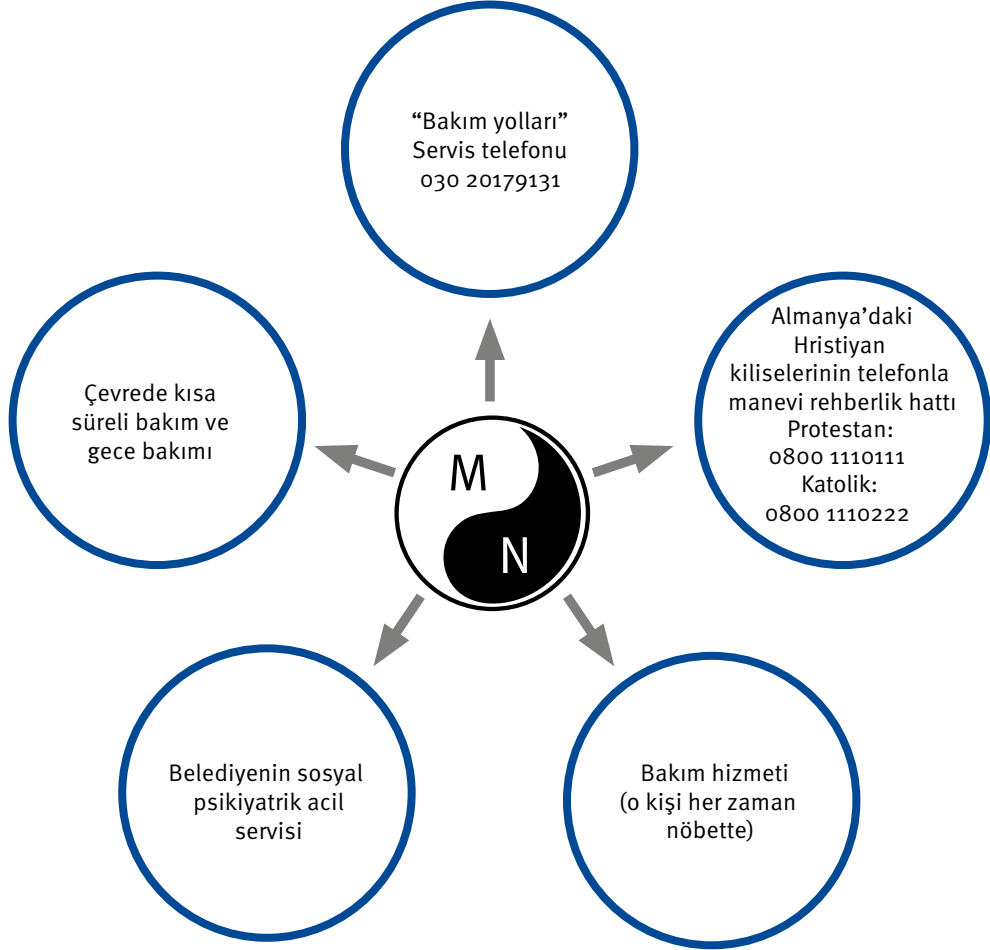 “Bakım yolları”
Servis telefonu
030 20179131
Almanya’daki
Hristiyan
kiliselerinin telefonla
manevi rehberlik hattı
Protestan:
0800 1110111
Katolik:
0800 1110222
Çevrede kısa
süreli bakım ve
gece bakımı
M
N
Belediyenin sosyal
psikiyatrik acil
servisi
Bakım hizmeti
(o kişi her zaman
nöbette)